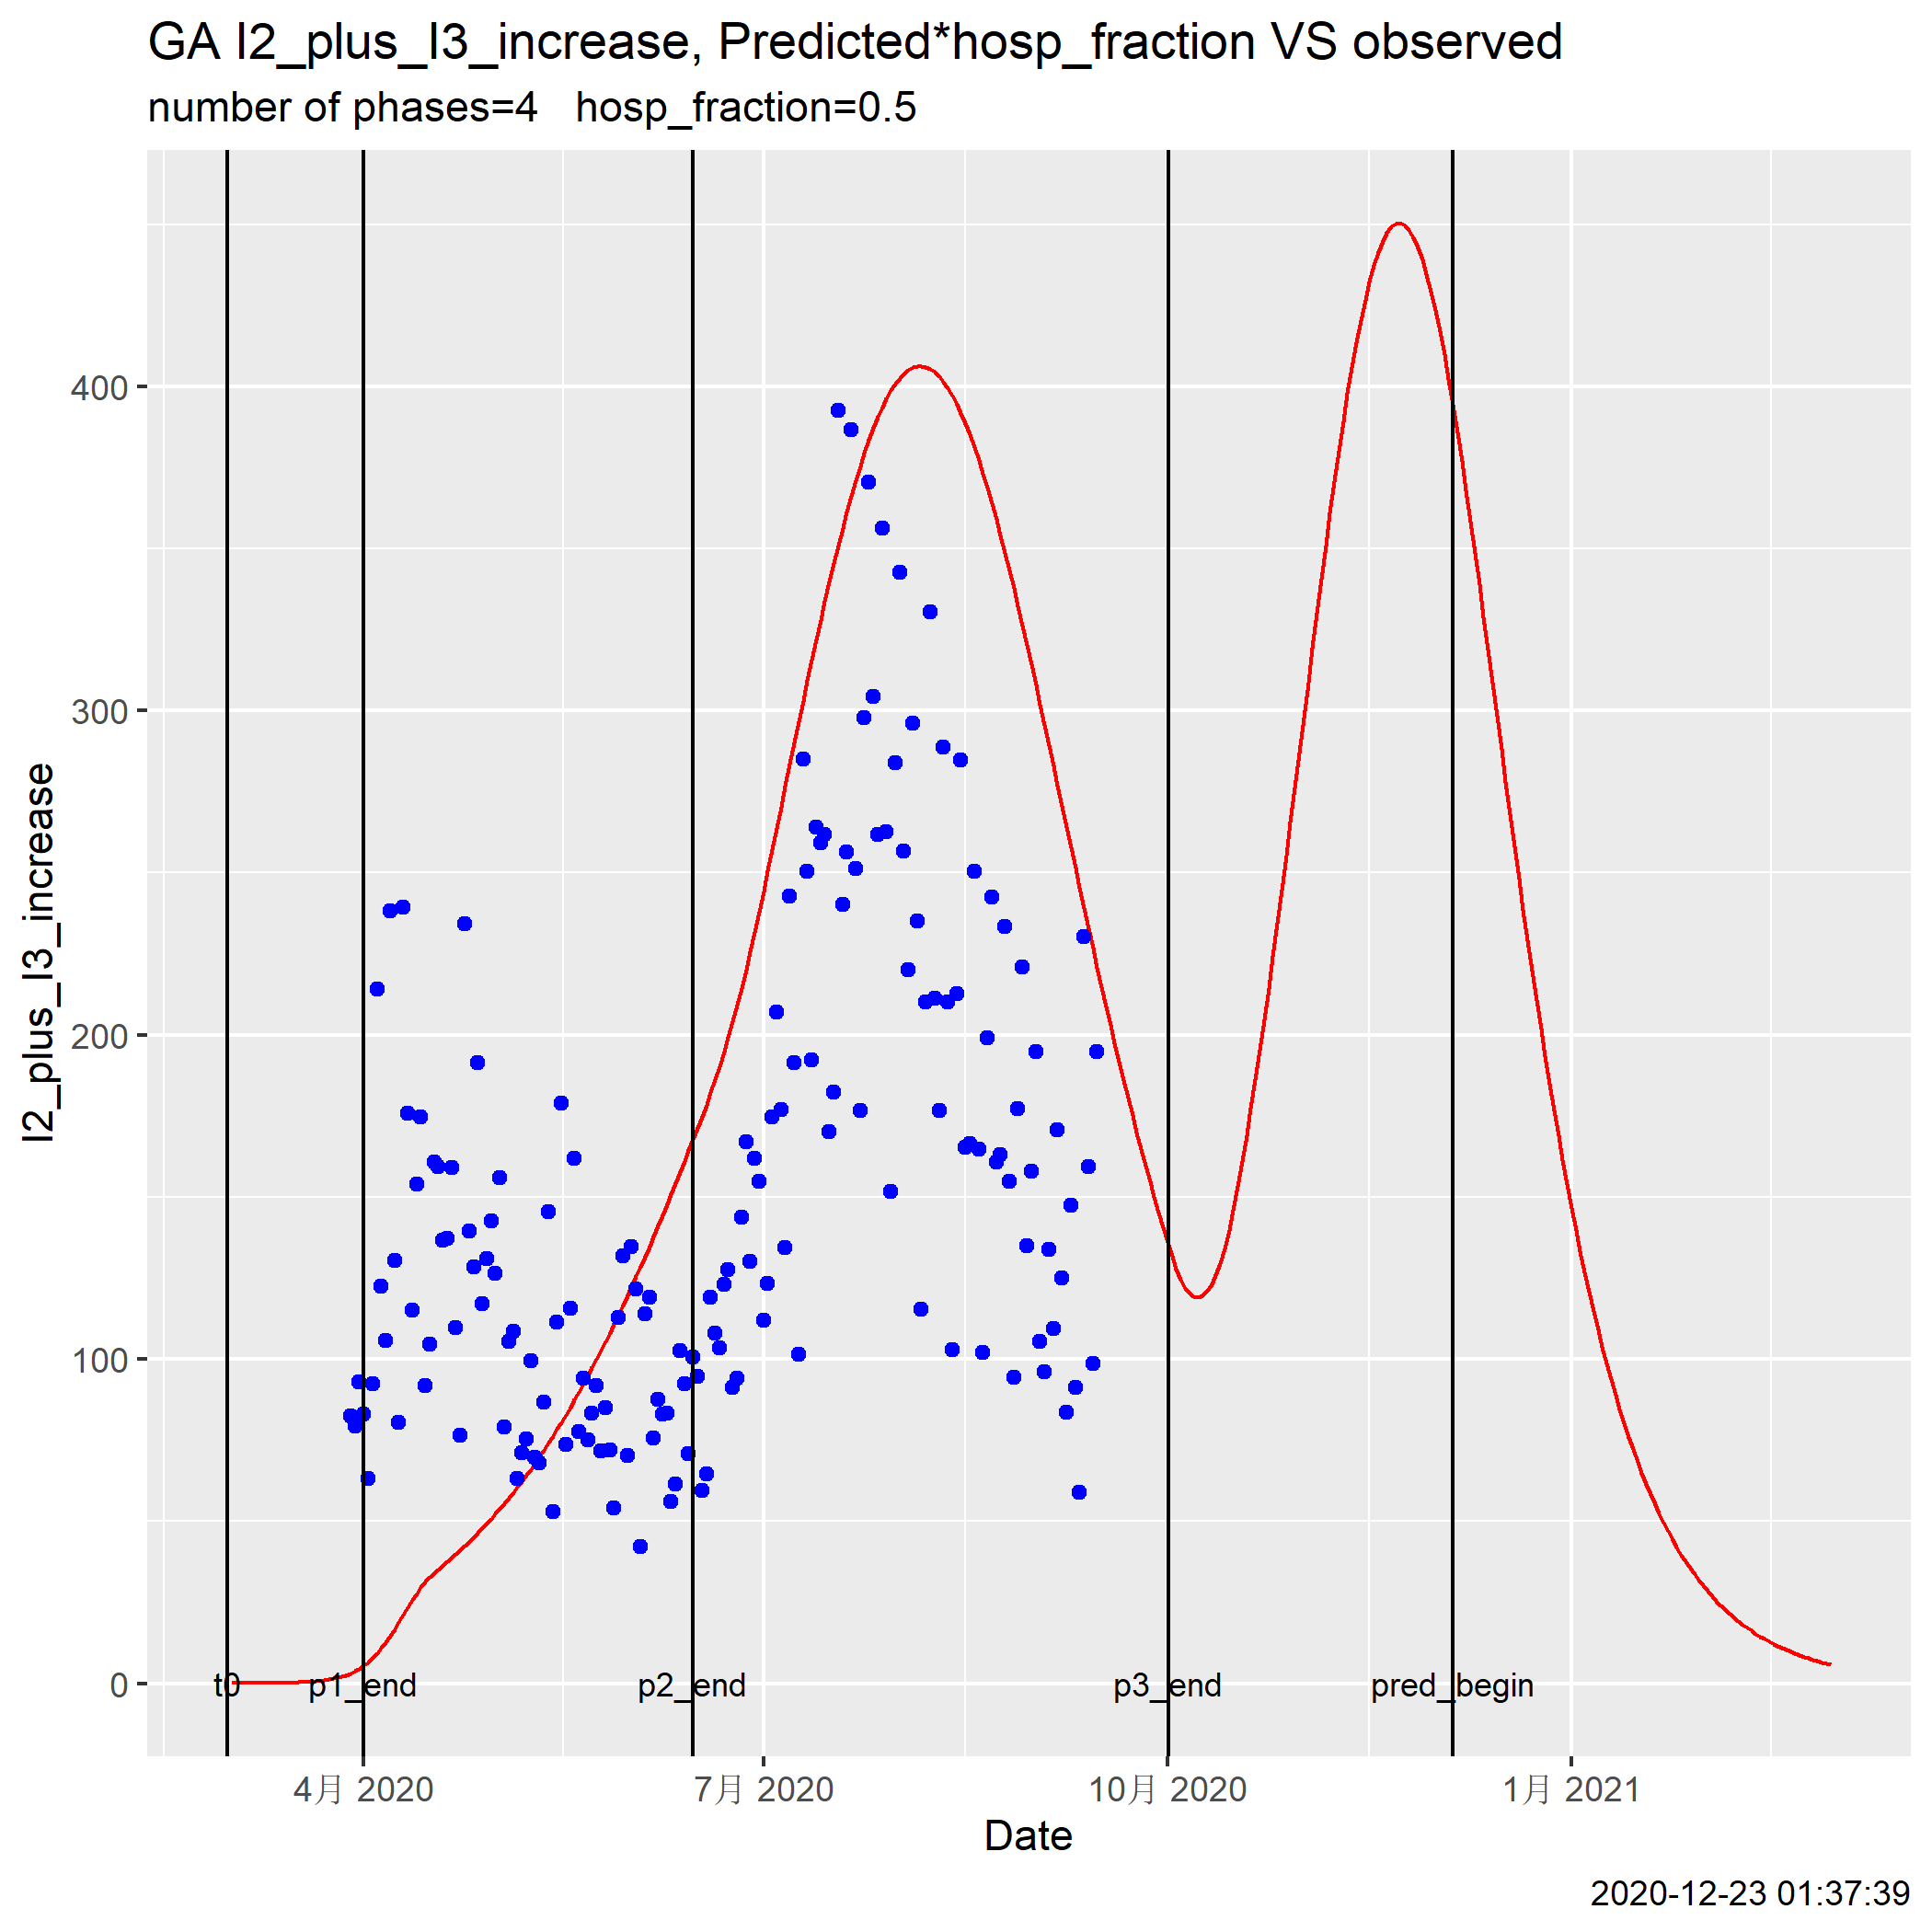 GA I2_plus_I3_increase, Predicted*hosp_fraction VS observed
number of phases=4   hosp_fraction=0.5
I2_plus_I3_increase
400
300
200
100
0
t0
p1_end
p2_end
p3_end
pred_begin
4月 2020
7月 2020
10月 2020
1月 2021
Date
2020-12-23 01:37:39